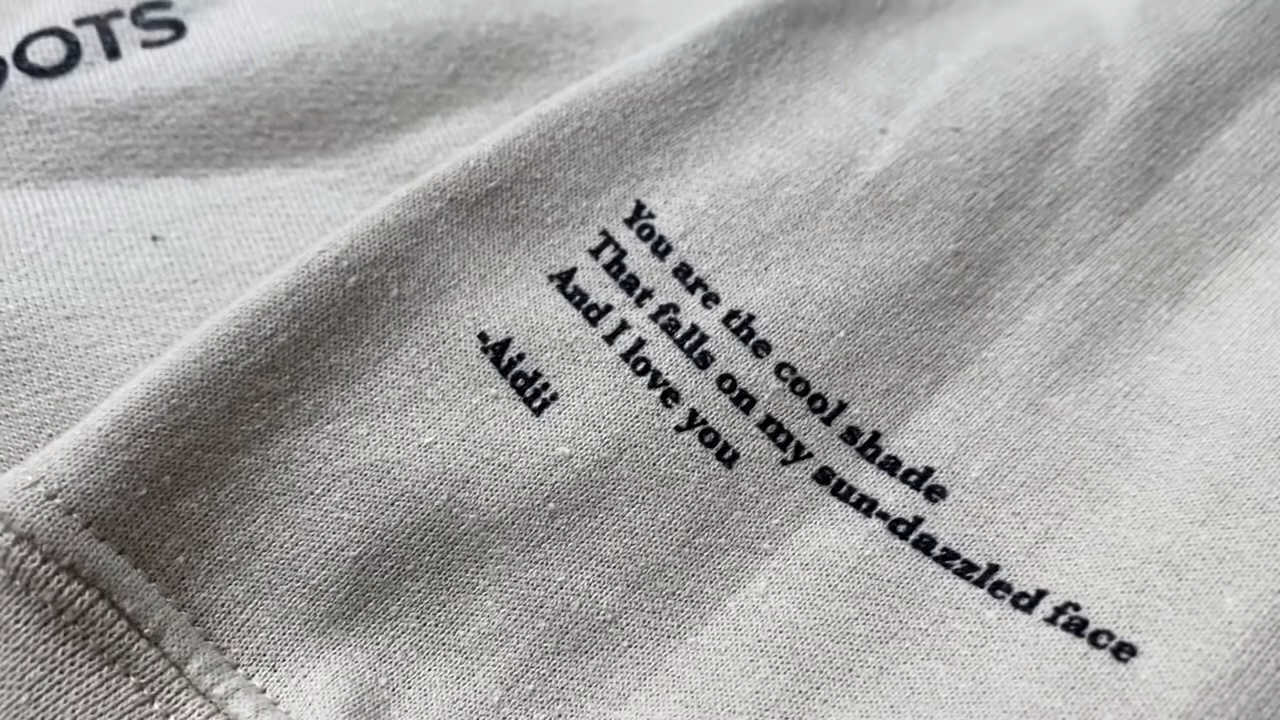 OTS
You are the cool shade
That falls on my sun-dazzled face
And I love you
-Aidii